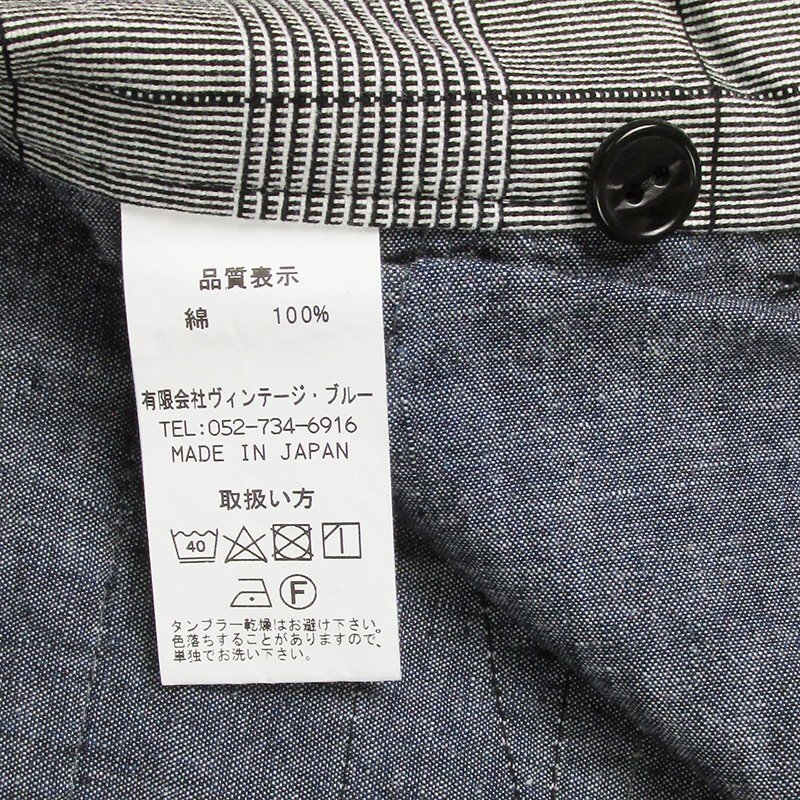 品質表示
綿 100%
有限会社ヴィンテージ・ブルー
TEL:052-734-6916
MADE IN JAPAN
取扱い方
40
F
タンブラー乾燥はお避け下さい。
色落ちすることがありますので、
単独でお洗い下さい。